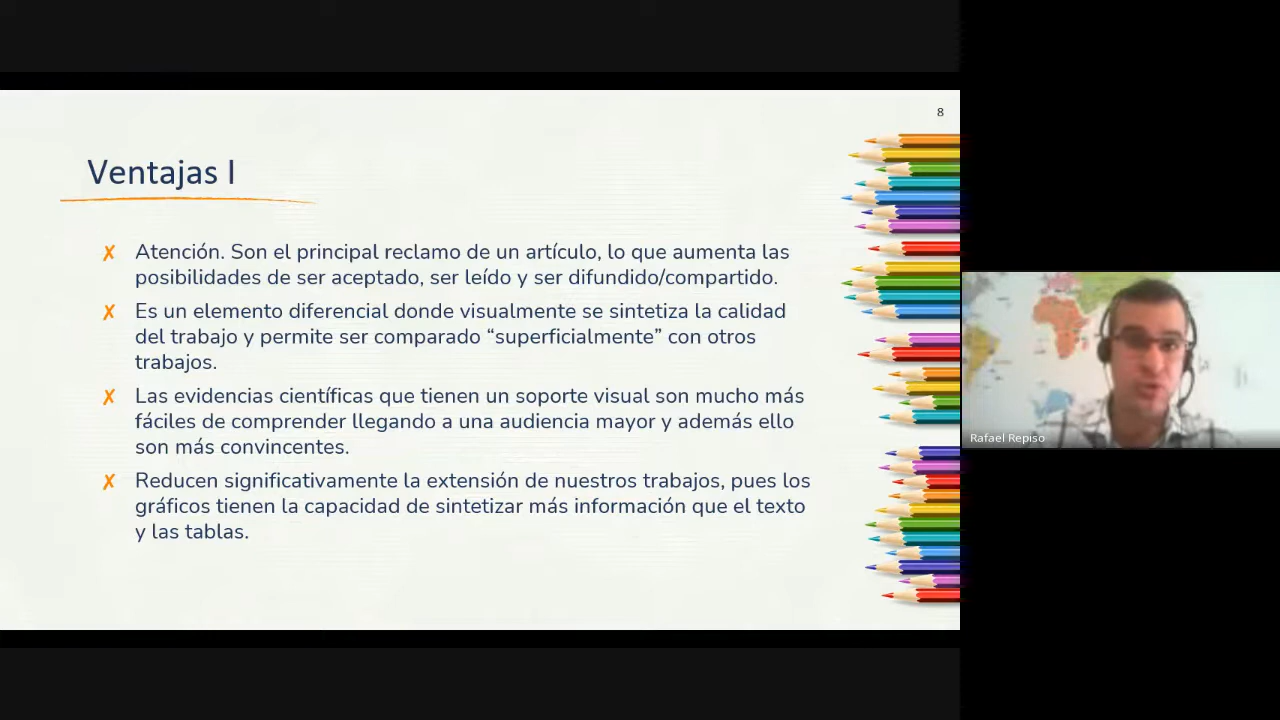 8
Ventajas I
✗ Atención. Son el principal reclamo de un artículo, lo que aumenta las
posibilidades de ser aceptado, ser leído y ser difundido/compartido.
✗ Es un elemento diferencial donde visualmente se sintetiza la calidad
del trabajo y permite ser comparado “superficialmente” con otros
trabajos.
✗ Las evidencias científicas que tienen un soporte visual son mucho más
fáciles de comprender llegando a una audiencia mayor y además ello
son más convincentes.
✗ Reducen significativamente la extensión de nuestros trabajos, pues los
gráficos tienen la capacidad de sintetizar más información que el texto
y las tablas.
Rafael Repiso